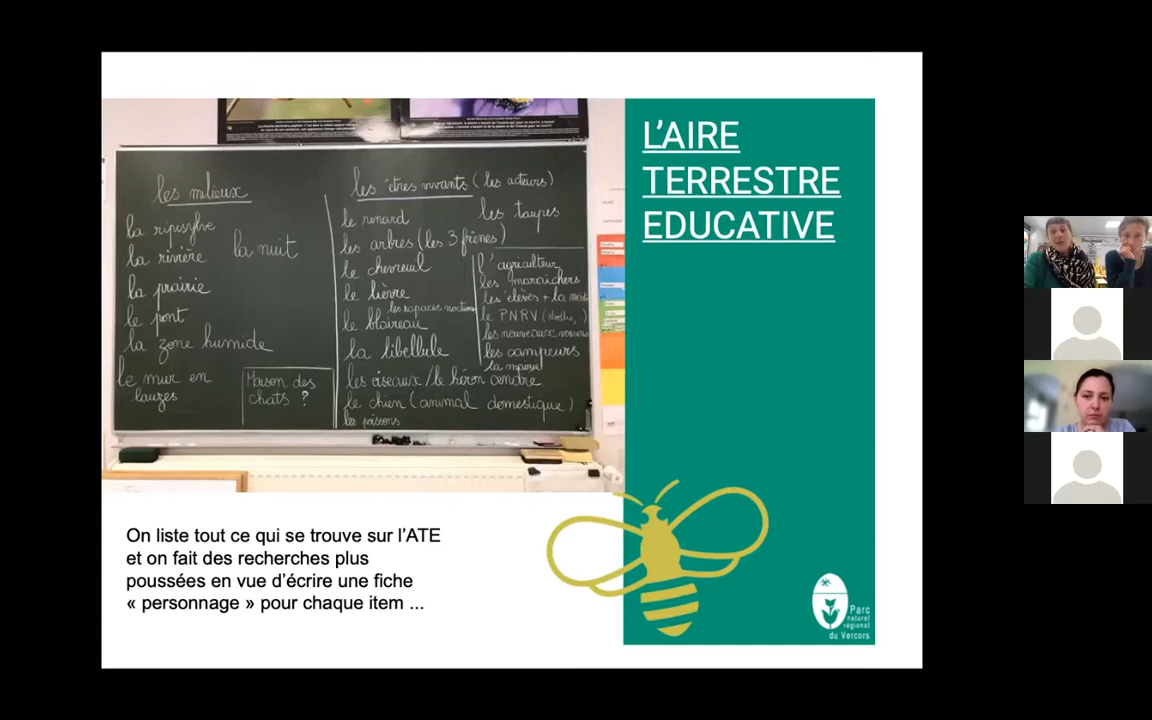 L'AIRE
TERRESTRE
EDUCATIVE
les milieux
la ripisylve
la nuit
la rivière
la prairie
le pont
la zone humide
le mur en
lauzes
Maison des
chats ?
les êtres vivants (les acteurs)
le renard
les taupes
les arbres (les 3 frênes)
le chevreuil
le lièvre
les rapaces nocturnes
le blaireau
la libellule
les oiseaux/le héron cendré
le chien (animal domestique)
les poissons
l'agriculteur
les maraîchers
les élèves + la
le PNRV
les nouveaux
les campeurs
On liste tout ce qui se trouve sur l'ATE
et on fait des recherches plus
poussées en vue d'écrire une fiche
« personnage » pour chaque item ...
Parc
naturel
régional
du Vercors